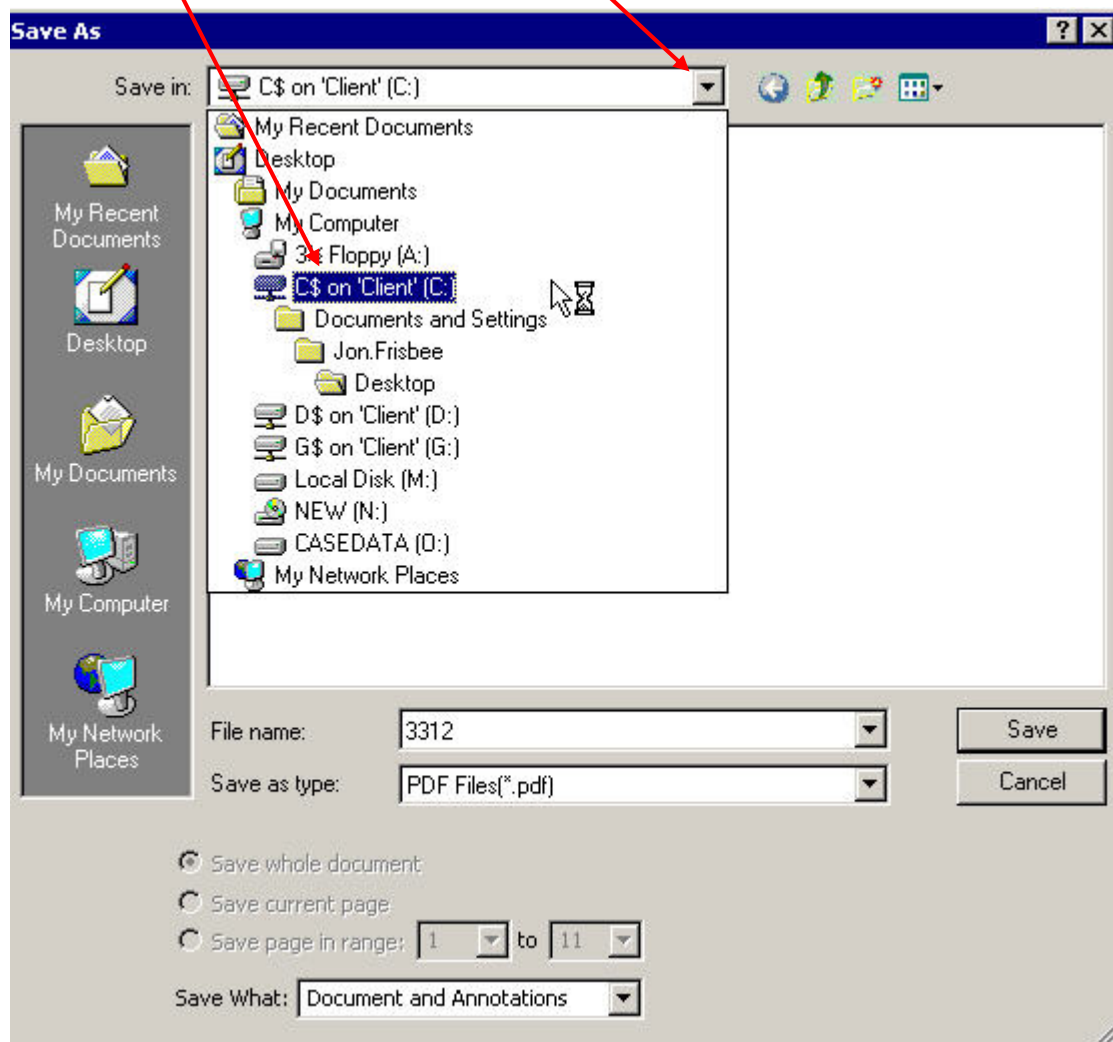 Save As
Save in: C$ on 'Client' (C:)
My Recent Documents
Desktop
My Documents
My Computer
3½ Floppy (A:)
C$ on 'Client' (C:)
Documents and Settings
Jon.Frisbee
Desktop
D$ on 'Client' (D:)
G$ on 'Client' (G:)
Local Disk (M:)
NEW (N:)
CASEDATA (O:)
My Network Places
My Recent
Documents
Desktop
My Documents
My Computer
My Network
Places
File name: 3312 Save
Save as type: PDF Files(*.pdf) Cancel
Save whole document
Save current page
Save page in range: 1 to 11
Save What: Document and Annotations